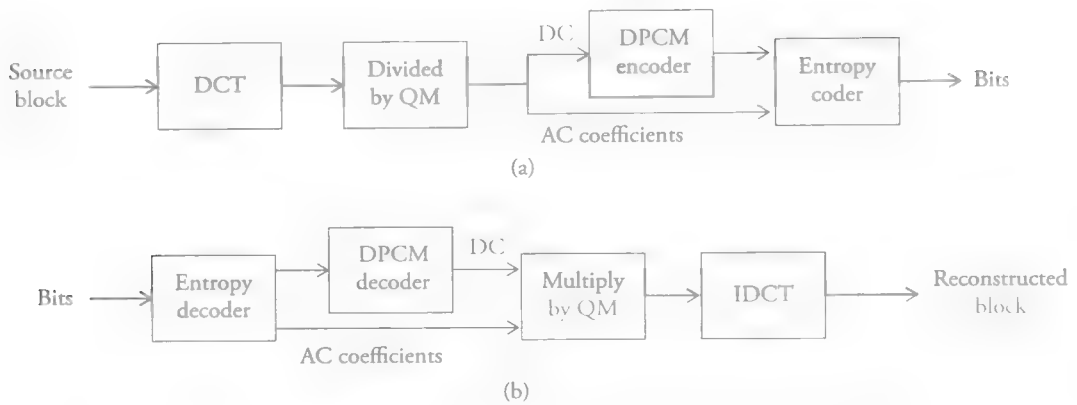 Source
block
DCT
Divided
by QM
DC
DPCM
encoder
AC coefficients
Entropy
coder
Bits
(a)
Bits
Entropy
decoder
DPCM
decoder
DC
AC coefficients
Multiply
by QM
IDCT
Reconstructed
block
(b)